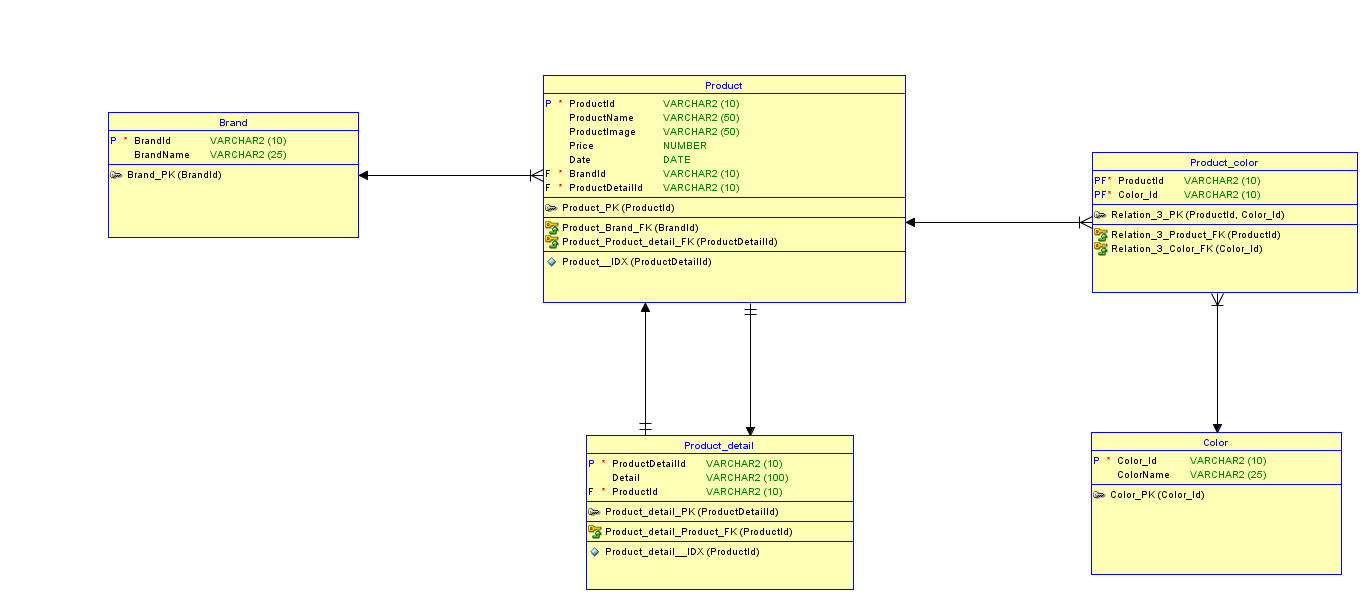 Brand
P * BrandId VARCHAR2 (10)
BrandName VARCHAR2 (25)
Brand_PK (BrandId)
Product
P * ProductId VARCHAR2 (10)
ProductName VARCHAR2 (50)
ProductImage VARCHAR2 (50)
Price NUMBER
Date DATE
F * BrandId VARCHAR2 (10)
F * ProductDetailId VARCHAR2 (10)
Product_PK (ProductId)
Product_Brand_FK (BrandId)
Product_Product_detail_FK (ProductDetailId)
Product__IDX (ProductDetailId)
Product_color
PF* ProductId VARCHAR2 (10)
PF* Color_Id VARCHAR2 (10)
Relation_3_PK (ProductId, Color_Id)
Relation_3_Product_FK (ProductId)
Relation_3_Color_FK (Color_Id)
Product_detail
P * ProductDetailId VARCHAR2 (10)
Detail VARCHAR2 (100)
F * ProductId VARCHAR2 (10)
Product_detail_PK (ProductDetailId)
Product_detail_Product_FK (ProductId)
Product_detail__IDX (ProductId)
Color
P * Color_Id VARCHAR2 (10)
ColorName VARCHAR2 (25)
Color_PK (Color_Id)